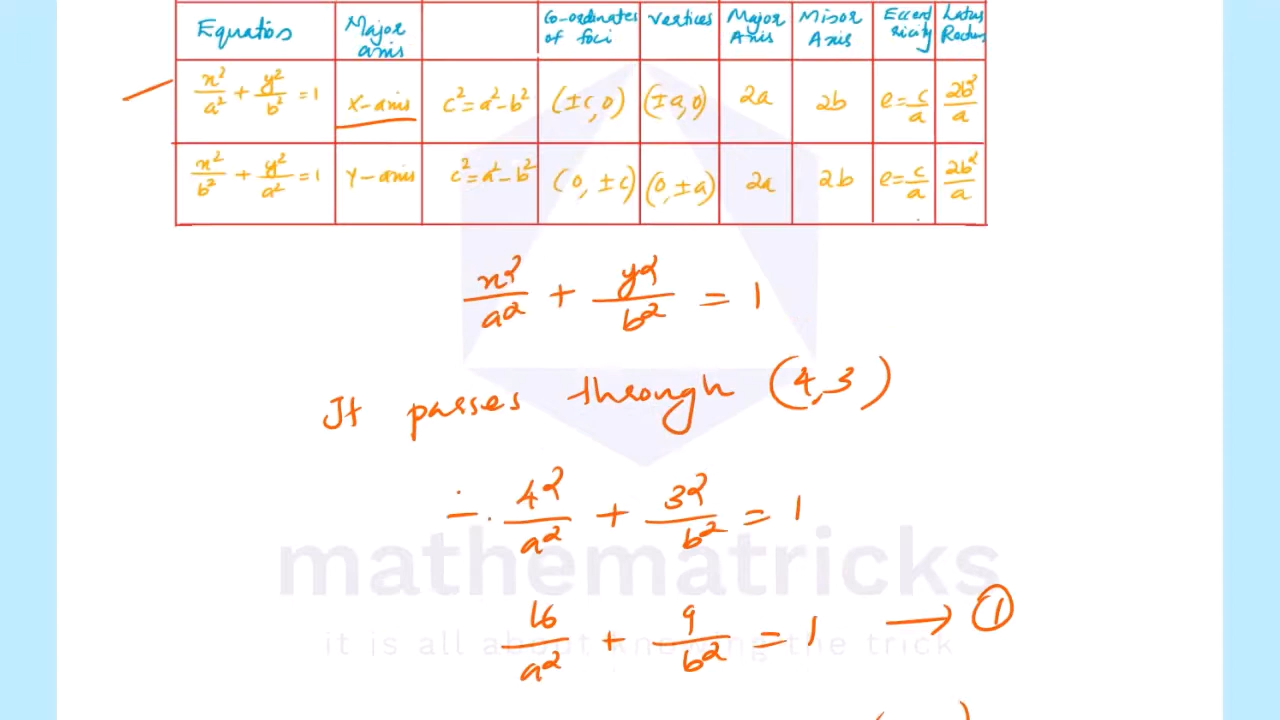 Equation Major axis Co-ordinates of foci Vertices Major Axis Minor Axis Eccentricity Latus Rectum
x²/a² + y²/b² = 1 X-axis c² = a² - b² (±c, 0) (±a, 0) 2a 2b e = c/a 2b²/a
x²/b² + y²/a² = 1 Y-axis c² = a² - b² (0, ±c) (0, ±a) 2a 2b e = c/a 2b²/a
x²/a² + y²/b² = 1
It passes through (4,3)
∴ 4²/a² + 3²/b² = 1
mathematricks
16/a² + 9/b² = 1 → ①
it is all about knowing the trick